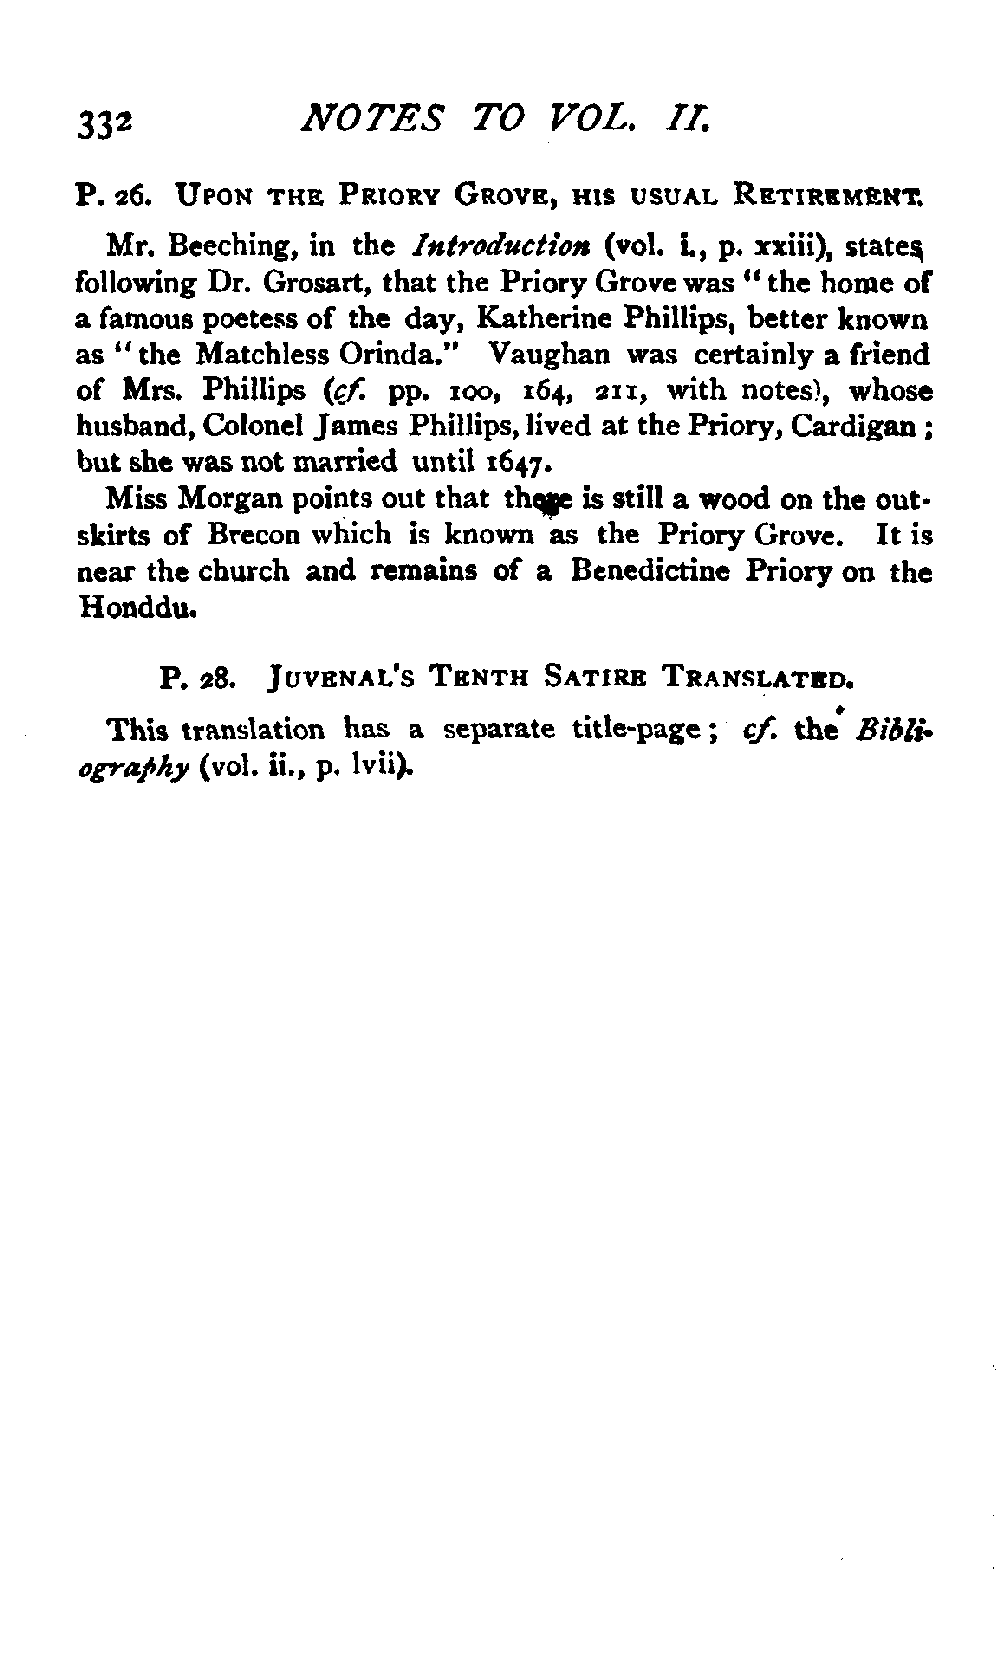 332 NOTES TO VOL. II.
P. 26. UPON THE PRIORY GROVE, HIS USUAL RETIREMENT.
Mr. Beeching, in the Introduction (vol. i., p. xxiii), states,
following Dr. Grosart, that the Priory Grove was "the home of
a famous poetess of the day, Katherine Phillips, better known
as "the Matchless Orinda." Vaughan was certainly a friend
of Mrs. Phillips (cf. pp. 100, 164, 211, with notes), whose
husband, Colonel James Phillips, lived at the Priory, Cardigan;
but she was not married until 1647.
Miss Morgan points out that there is still a wood on the out-
skirts of Brecon which is known as the Priory Grove. It is
near the church and remains of a Benedictine Priory on the
Honddu.
P. 28. JUVENAL'S TENTH SATIRE TRANSLATED.
This translation has a separate title-page; cf. the Bibli-
ography (vol. ii., p. lvii).